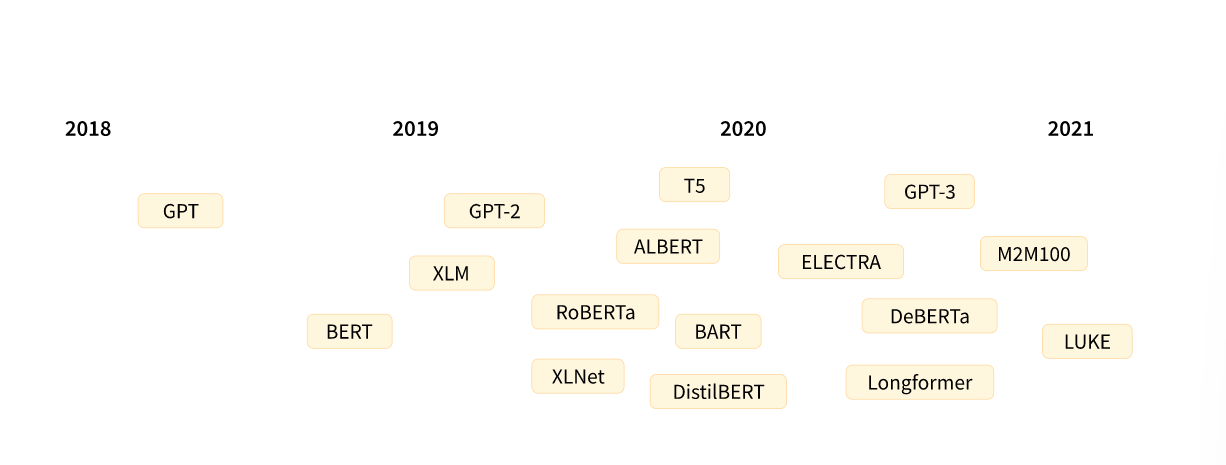 2018 2019 2020 2021
T5
GPT-3
GPT
GPT-2
ALBERT
M2M100
ELECTRA
XLM
RoBERTa
DeBERTa
BERT
BART
LUKE
XLNet
Longformer
DistilBERT